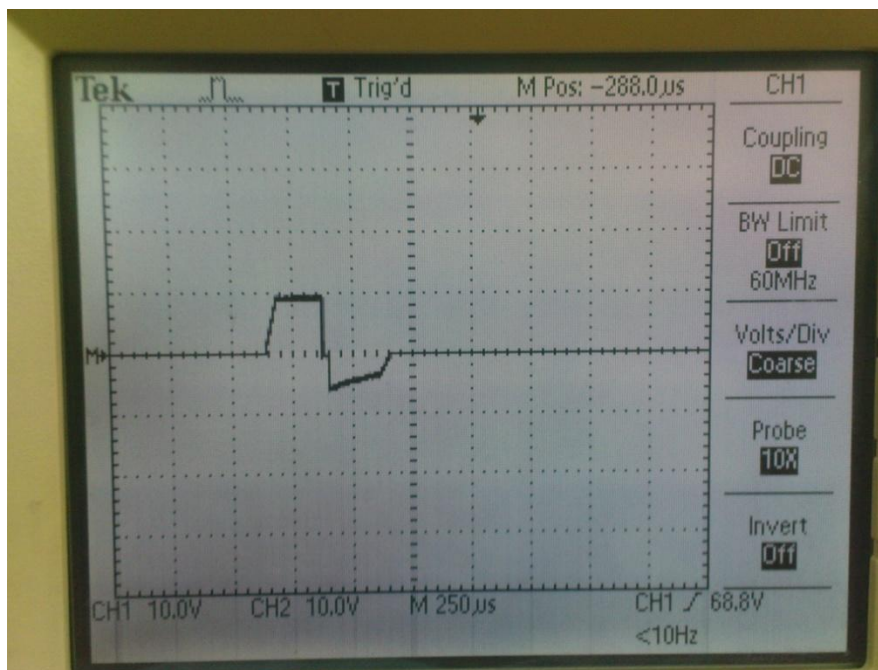 Tek T Trig'd M Pos: -288.0µs CH1
Coupling
DC
BW Limit
Off
60MHz
Volts/Div
Coarse
M
Probe
10X
Invert
Off
CH1 10.0V CH2 10.0V M 250µs CH1 68.8V
<10Hz